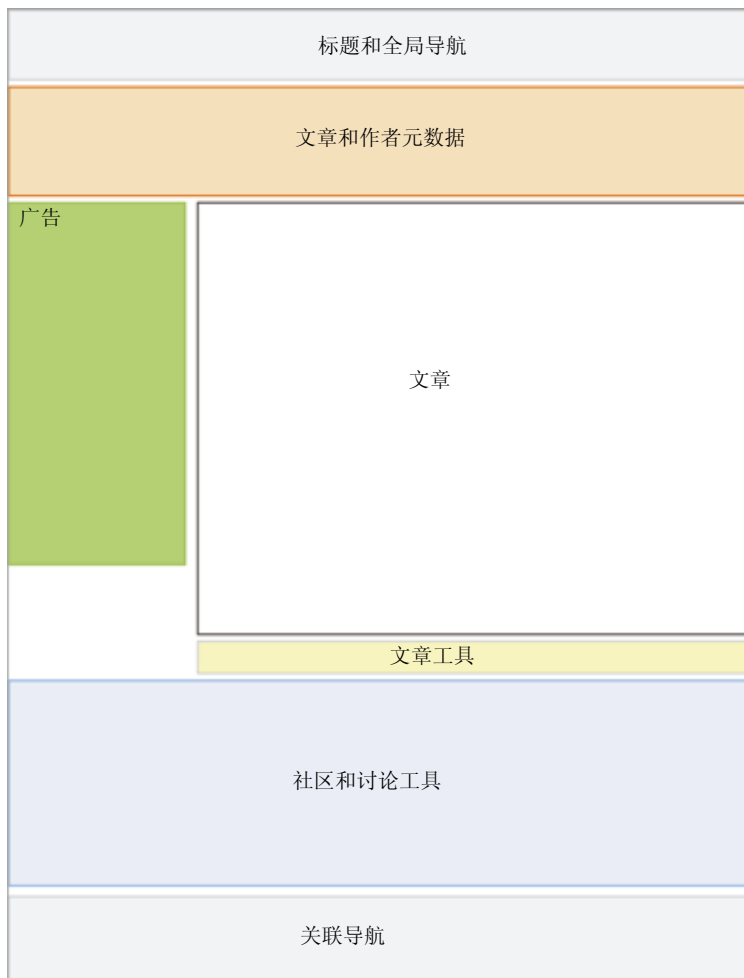 标题和全局导航
文章和作者元数据
广告
文章
文章工具
社区和讨论工具
关联导航